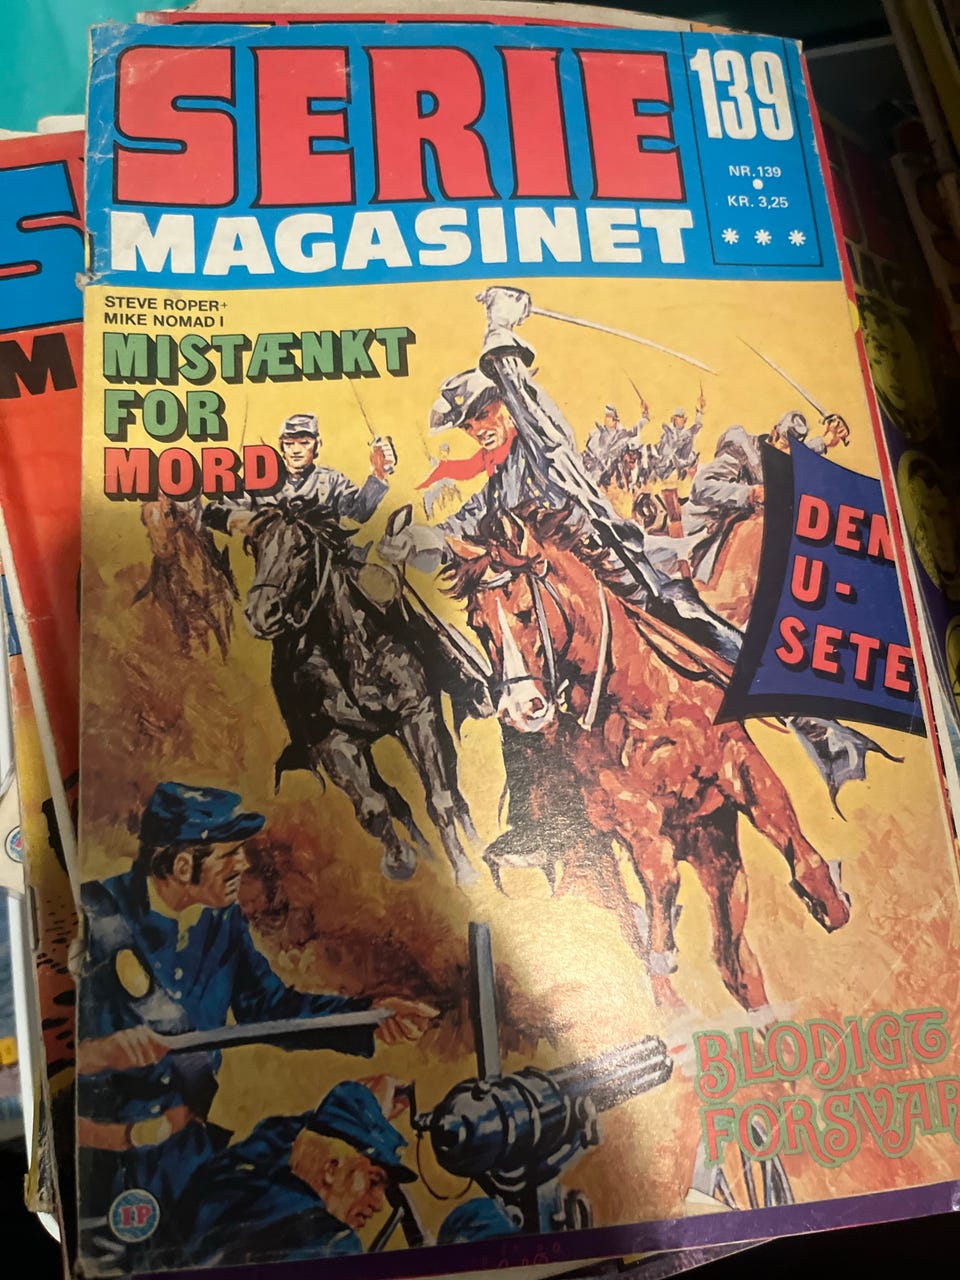 SERIE
MAGASINET
139
NR. 139
KR. 3,25
STEVE ROPER+
MIKE NOMAD I
MISTÆNKT
FOR
MORD
DEN
U-
SETE
BLODIGT
FORSVAR
IP
S
M